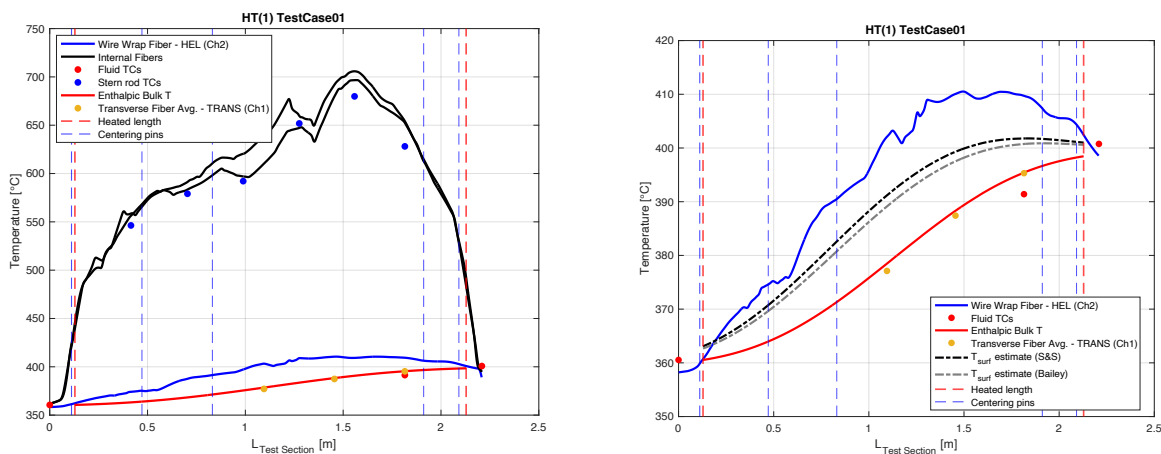 HT(1) TestCase01
750
700
650
600
550
500
450
400
350
Temperature [°C]
Wire Wrap Fiber - HEL (Ch2)
Internal Fibers
Fluid TCs
Stern rod TCs
Enthalpic Bulk T
Transverse Fiber Avg. - TRANS (Ch1)
Heated length
Centering pins
0 0.5 1 1.5 2 2.5
L_Test Section [m]
HT(1) TestCase01
420
410
400
390
380
370
360
350
Temperature [°C]
Wire Wrap Fiber - HEL (Ch2)
Fluid TCs
Enthalpic Bulk T
Transverse Fiber Avg. - TRANS (Ch1)
T_surf estimate (S&S)
T_surf estimate (Bailey)
Heated length
Centering pins
0 0.5 1 1.5 2 2.5
L_Test Section [m]